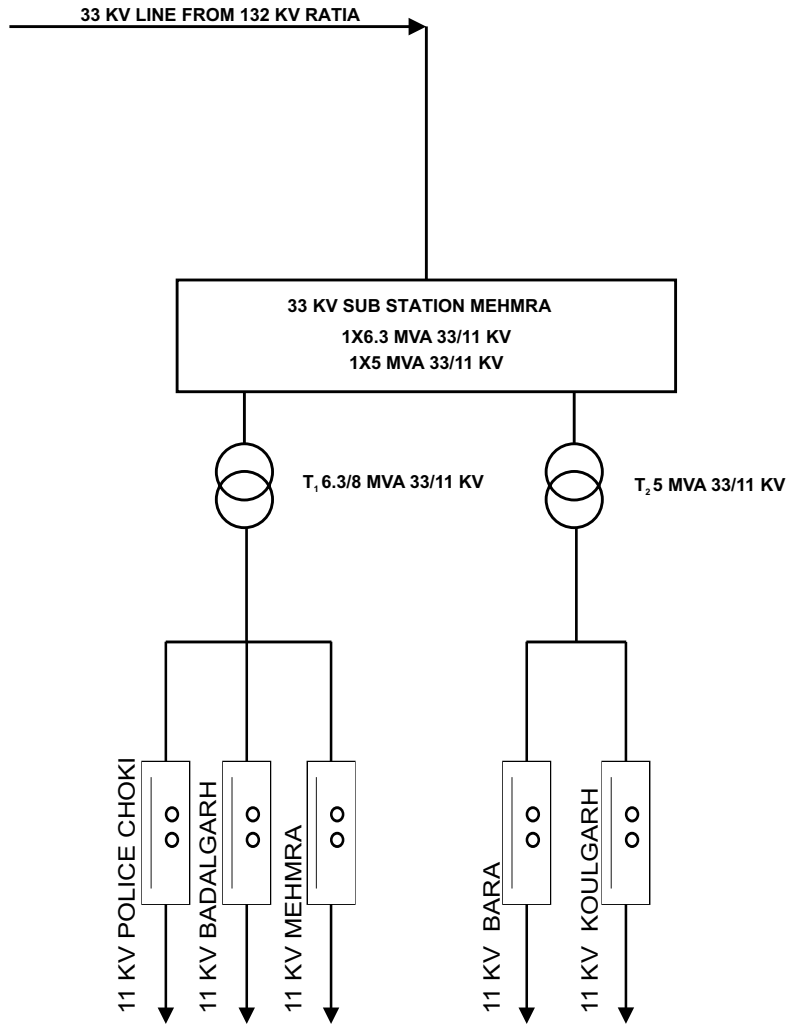 33 KV LINE FROM 132 KV RATIA
33 KV SUB STATION MEHMRA
1X6.3 MVA 33/11 KV
1X5 MVA 33/11 KV
T₁ 6.3/8 MVA 33/11 KV
T₂ 5 MVA 33/11 KV
11 KV POLICE CHOKI
11 KV BADALGARH
11 KV MEHMRA
11 KV BARA
11 KV KOULGARH